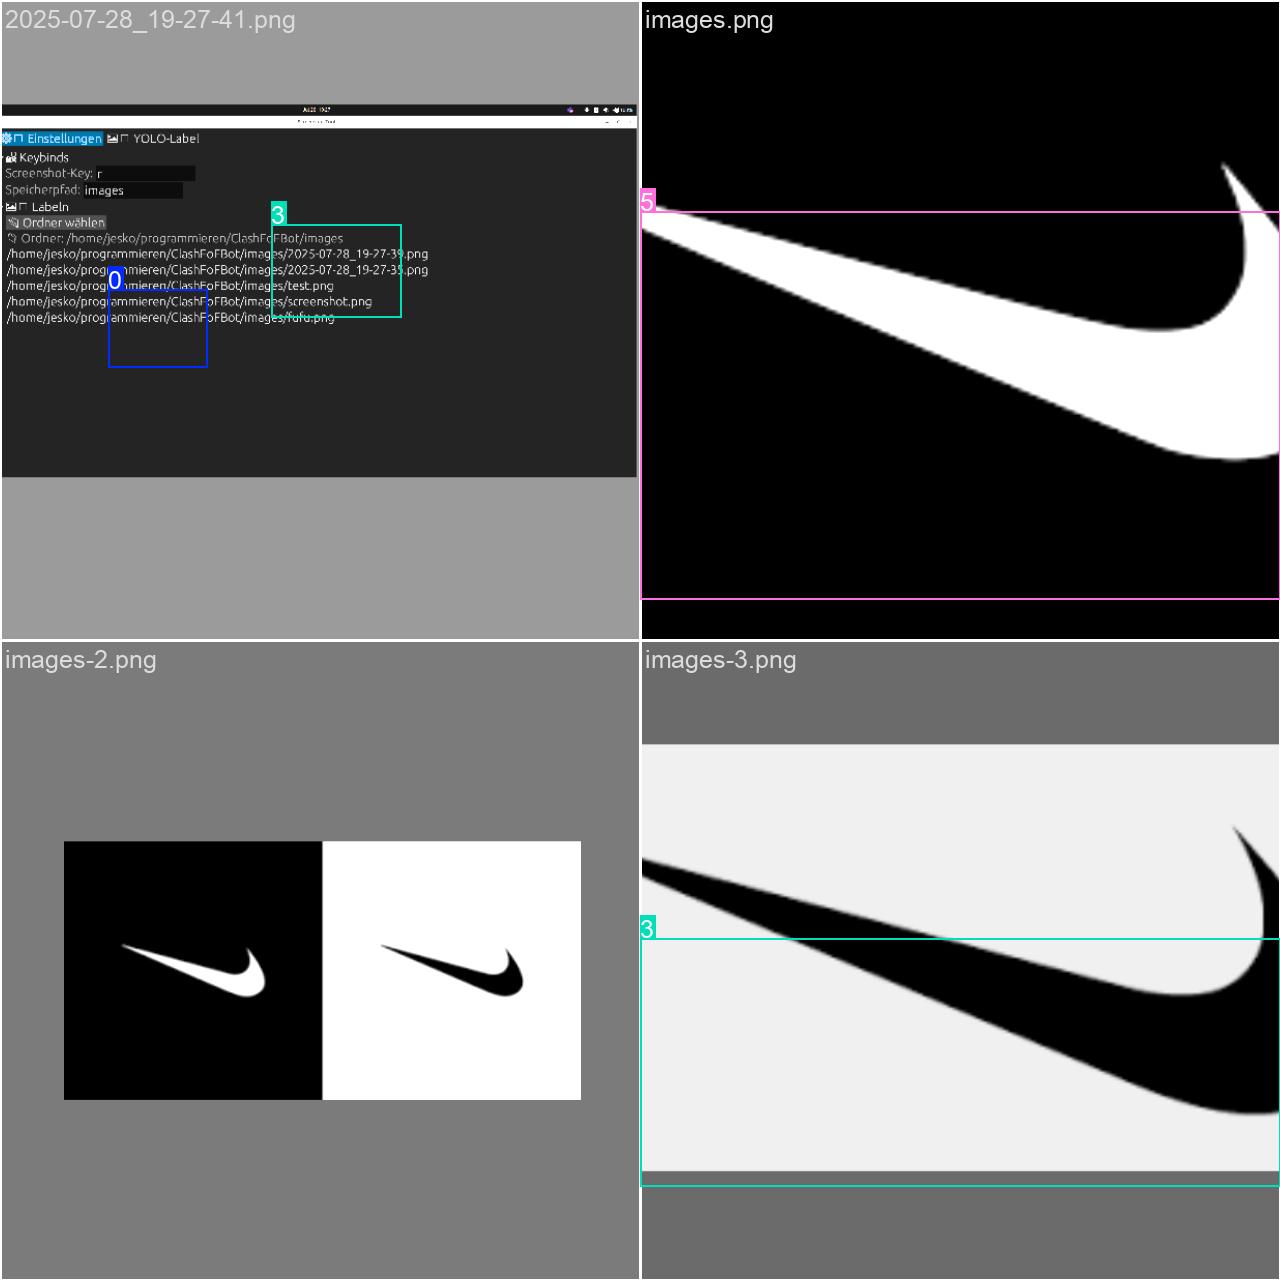 2025-07-28_19-27-41.png
images.png
Einstellungen YOLO-Label
Keybinds
Screenshot-Key: r
Speicherpfad: images
Labeln
Ordner wählen
3
Ordner: /home/jesko/programmieren/ClashFoFBot/images
/home/jesko/programmieren/ClashFoFBot/images/2025-07-28_19-27-39.png
/home/jesko/programmieren/ClashFoFBot/images/2025-07-28_19-27-35.png
0
/home/jesko/programmieren/ClashFoFBot/images/test.png
/home/jesko/programmieren/ClashFoFBot/images/screenshot.png
/home/jesko/programmieren/ClashFoFBot/images/fufu.png
5
images-2.png
images-3.png
3